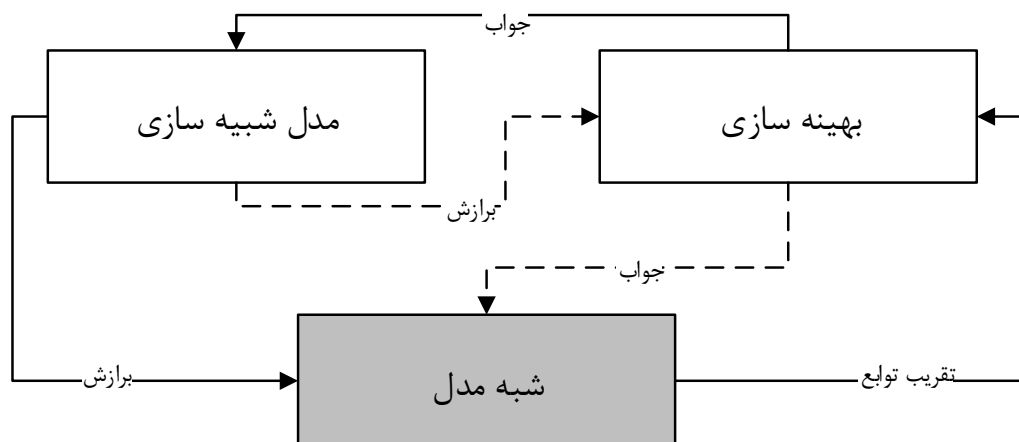 جواب
بهینه سازی
مدل شبیه سازی
برازش
جواب
تقریب توابع
شبه مدل
برازش